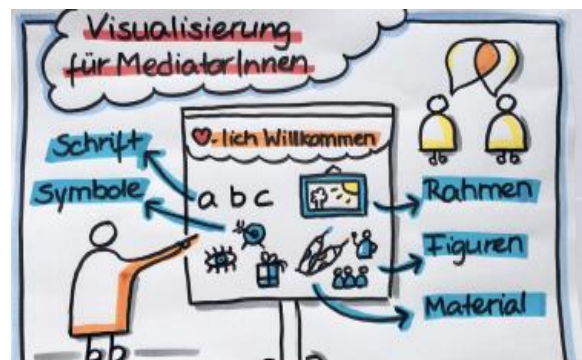 Visualisierung
für MediatorInnen
-lich Willkommen
Schrift
Symbole
a b c
Rahmen
Figuren
Material